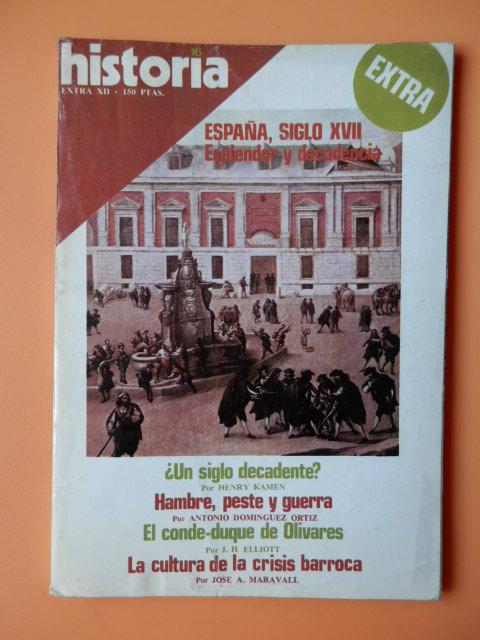 16
historia
EXTRA XII - 150 PTAS.
EXTRA
ESPAÑA, SIGLO XVII
Esplendor y decadencia
¿Un siglo decadente?
Por HENRY KAMEN
Hambre, peste y guerra
Por ANTONIO DOMINGUEZ ORTIZ
El conde-duque de Olivares
Por J. H. ELLIOTT
La cultura de la crisis barroca
Por JOSE A. MARAVALL